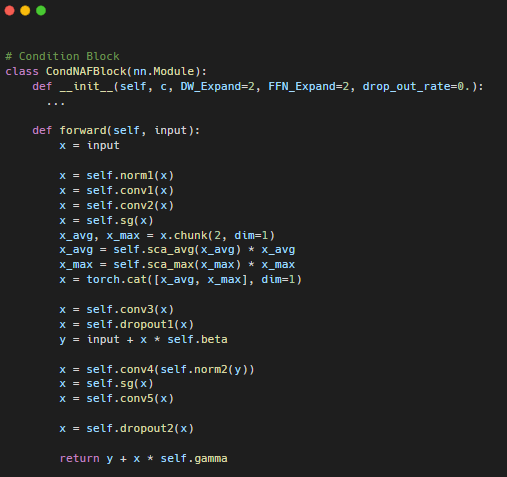 # Condition Block
class CondNAFBlock(nn.Module):
    def __init__(self, c, DW_Expand=2, FFN_Expand=2, drop_out_rate=0.):
      ...
    def forward(self, input):
        x = input
        x = self.norm1(x)
        x = self.conv1(x)
        x = self.conv2(x)
        x = self.sg(x)
        x_avg, x_max = x.chunk(2, dim=1)
        x_avg = self.sca_avg(x_avg) * x_avg
        x_max = self.sca_max(x_max) * x_max
        x = torch.cat([x_avg, x_max], dim=1)
        x = self.conv3(x)
        x = self.dropout1(x)
        y = input + x * self.beta
        x = self.conv4(self.norm2(y))
        x = self.sg(x)
        x = self.conv5(x)
        x = self.dropout2(x)
        return y + x * self.gamma